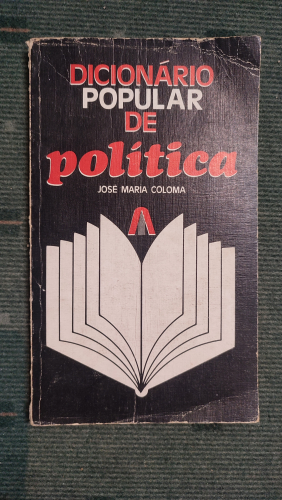 DICIONÁRIO
POPULAR
DE
política
JOSÉ MARIA COLOMA